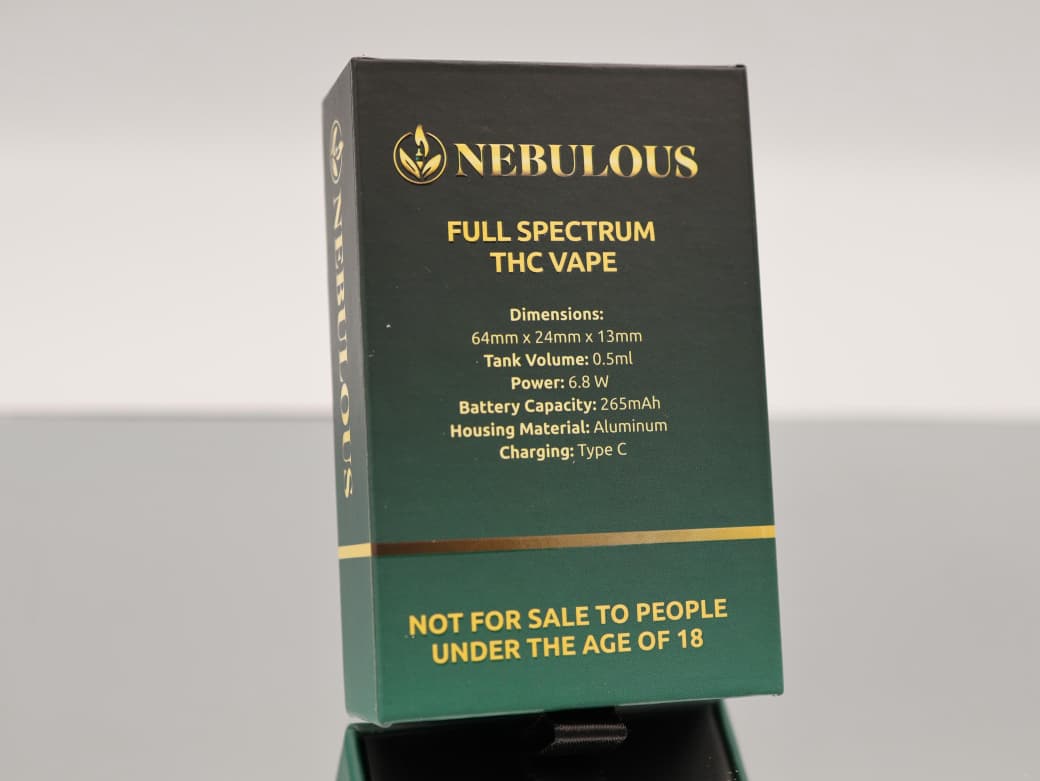 NEBULOUS
FULL SPECTRUM
THC VAPE
Dimensions:
64mm x 24mm x 13mm
Tank Volume: 0.5ml
Power: 6.8 W
Battery Capacity: 265mAh
Housing Material: Aluminum
Charging: Type C
NOT FOR SALE TO PEOPLE
UNDER THE AGE OF 18
NEBULOUS